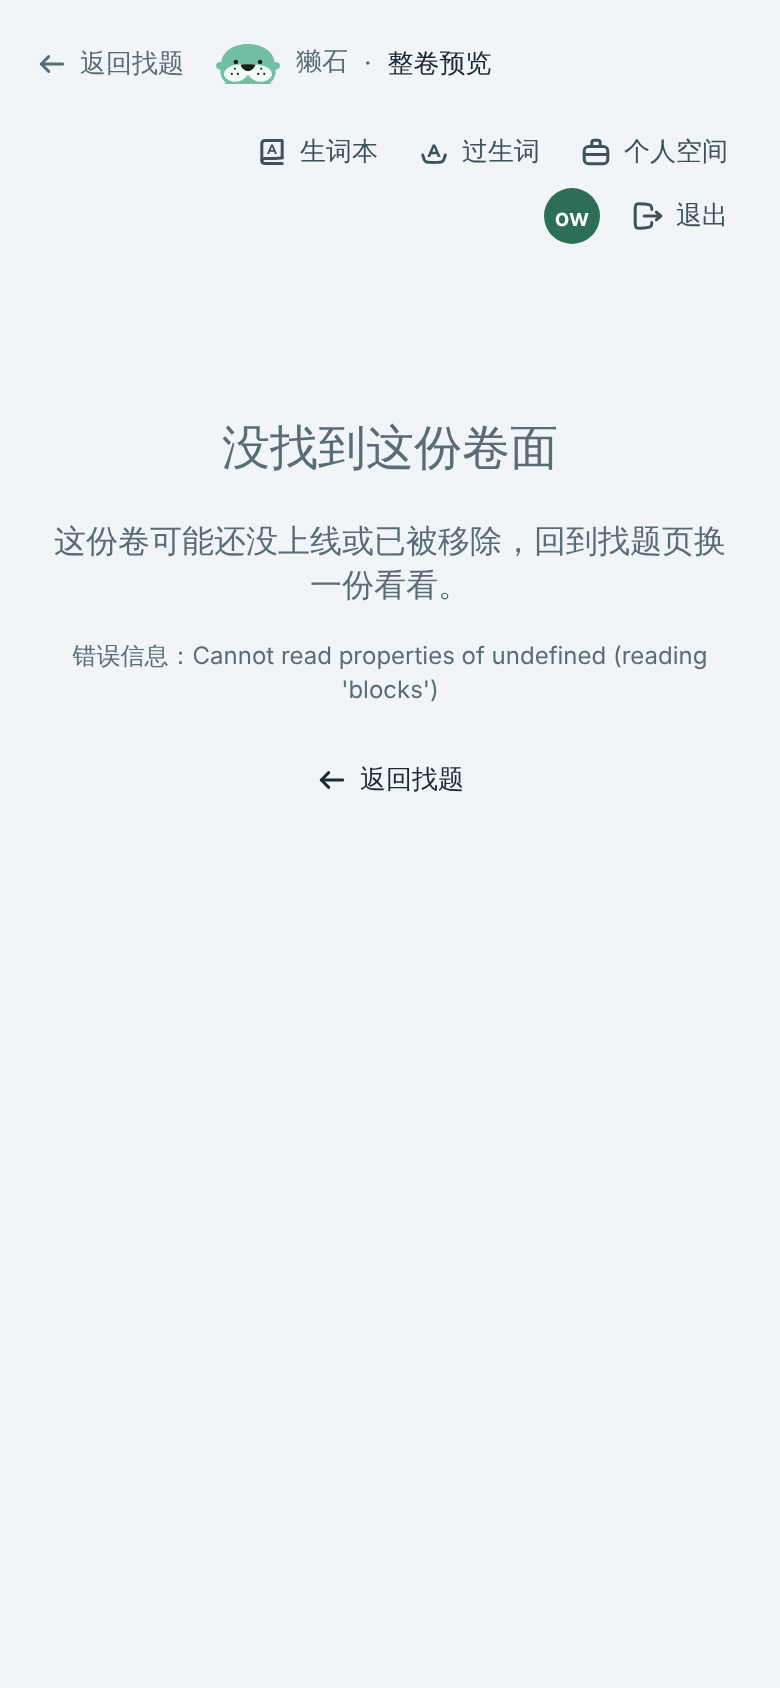 返回找题 獭石 · 整卷预览
生词本 过生词 个人空间
ow 退出
没找到这份卷面
这份卷可能还没上线或已被移除，回到找题页换
一份看看。
错误信息：Cannot read properties of undefined (reading
'blocks')
返回找题